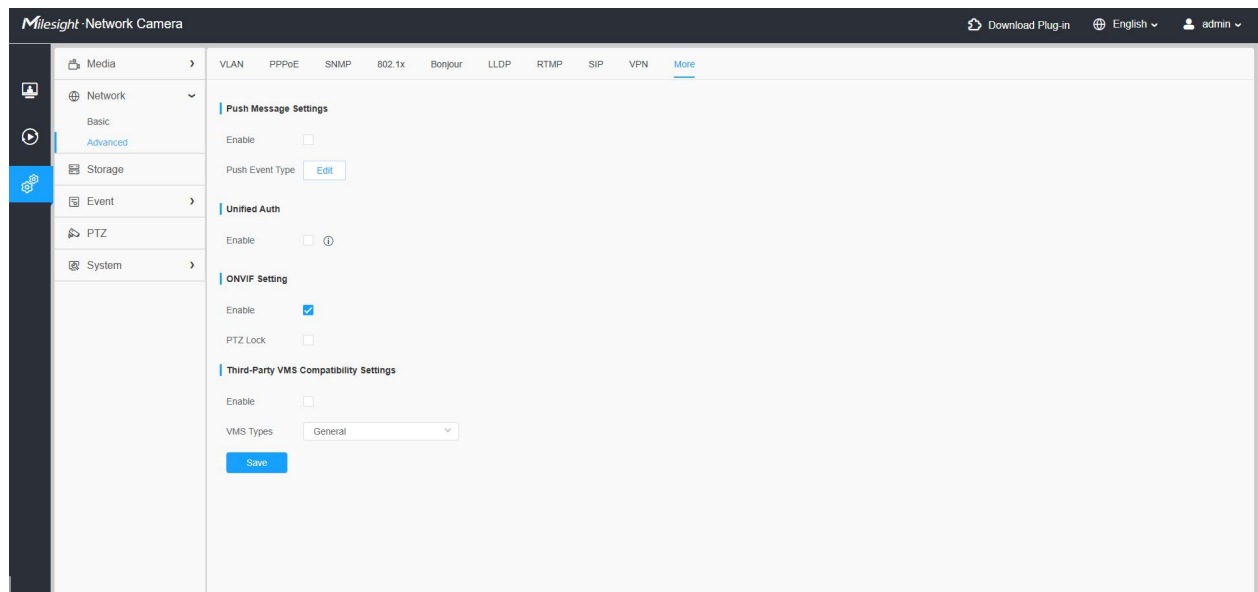 Milesight · Network Camera
Download Plug-in English admin
Media
Network
Basic
Advanced
Storage
Event
PTZ
System
VLAN PPPoE SNMP 802.1x Bonjour LLDP RTMP SIP VPN More
Push Message Settings
Enable
Push Event Type Edit
Unified Auth
Enable
ONVIF Setting
Enable
PTZ Lock
Third-Party VMS Compatibility Settings
Enable
VMS Types General
Save